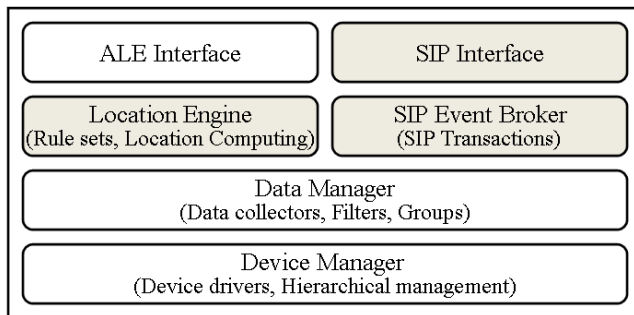 ALE Interface
SIP Interface
Location Engine
(Rule sets, Location Computing)
SIP Event Broker
(SIP Transactions)
Data Manager
(Data collectors, Filters, Groups)
Device Manager
(Device drivers, Hierarchical management)